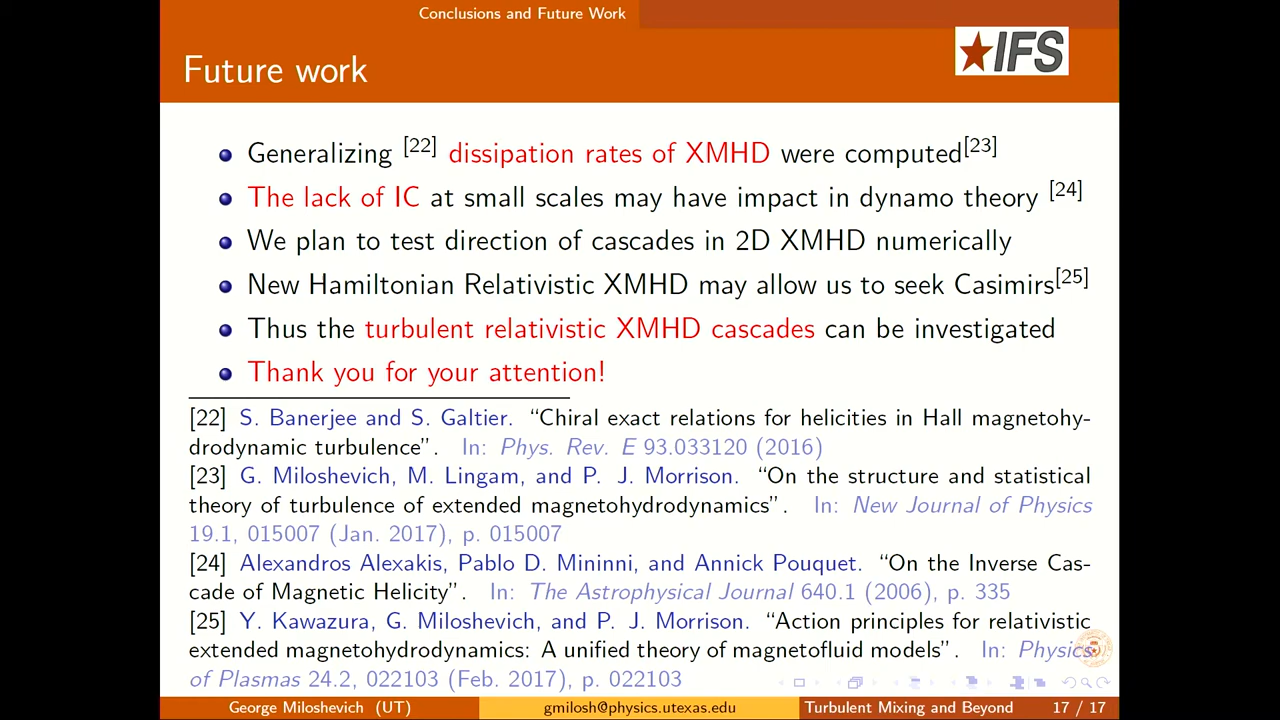 Conclusions and Future Work
IFS
Future work
Generalizing [22] dissipation rates of XMHD were computed[23]
The lack of IC at small scales may have impact in dynamo theory [24]
We plan to test direction of cascades in 2D XMHD numerically
New Hamiltonian Relativistic XMHD may allow us to seek Casimirs[25]
Thus the turbulent relativistic XMHD cascades can be investigated
Thank you for your attention!
[22] S. Banerjee and S. Galtier. “Chiral exact relations for helicities in Hall magnetohy-
drodynamic turbulence”. In: Phys. Rev. E 93.033120 (2016)
[23] G. Miloshevich, M. Lingam, and P. J. Morrison. “On the structure and statistical
theory of turbulence of extended magnetohydrodynamics”. In: New Journal of Physics
19.1, 015007 (Jan. 2017), p. 015007
[24] Alexandros Alexakis, Pablo D. Mininni, and Annick Pouquet. “On the Inverse Cas-
cade of Magnetic Helicity”. In: The Astrophysical Journal 640.1 (2006), p. 335
[25] Y. Kawazura, G. Miloshevich, and P. J. Morrison. “Action principles for relativistic
extended magnetohydrodynamics: A unified theory of magnetofluid models”. In: Physics
of Plasmas 24.2, 022103 (Feb. 2017), p. 022103
George Miloshevich (UT) gmilosh@physics.utexas.edu Turbulent Mixing and Beyond 17 / 17